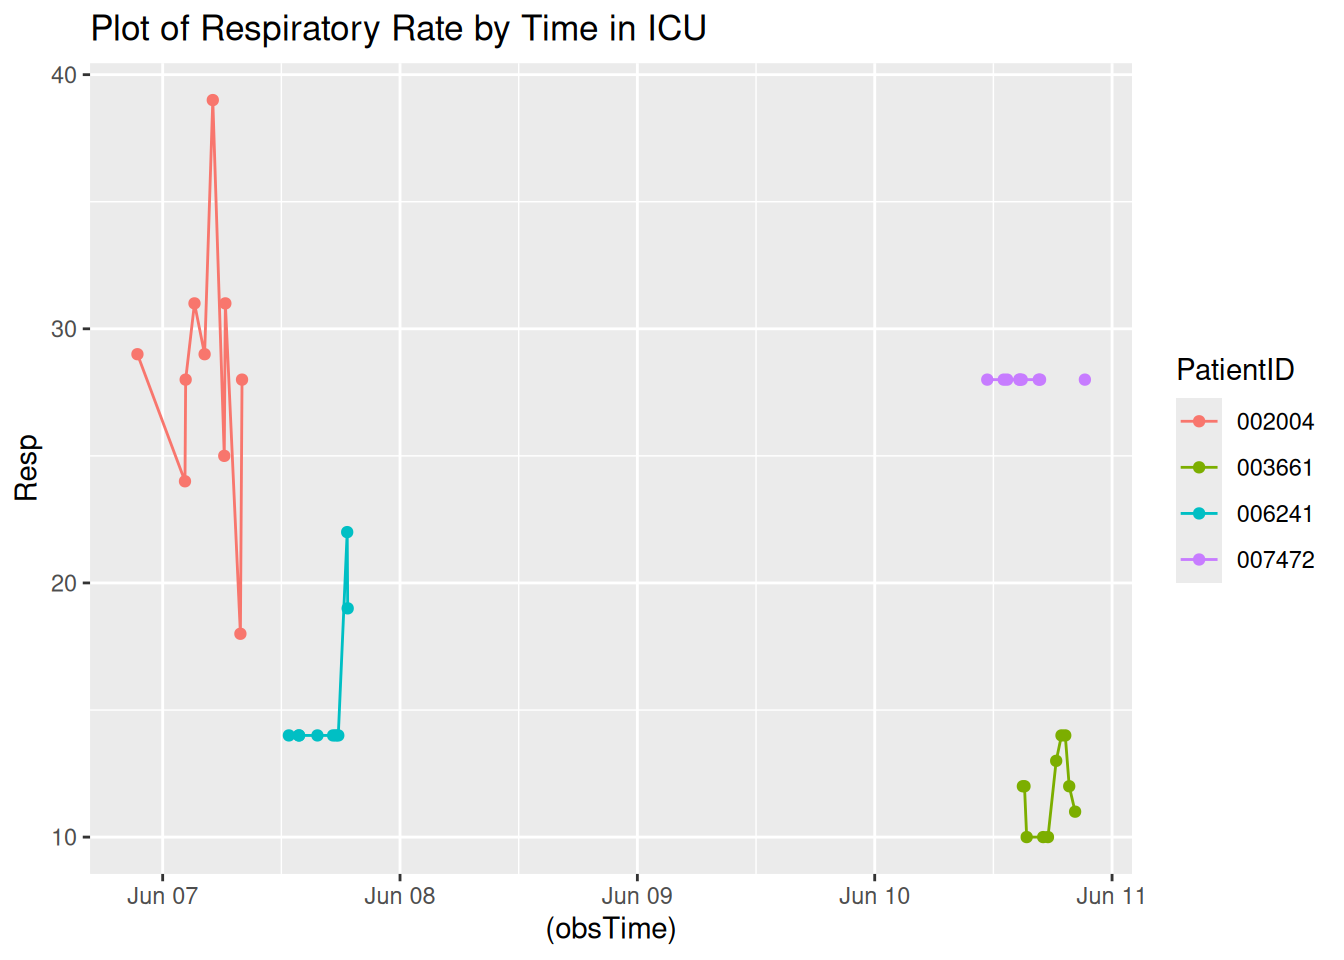 Plot of Respiratory Rate by Time in ICU
40
30
20
10
Resp
Jun 07
Jun 08
Jun 09
Jun 10
Jun 11
(obsTime)
PatientID
002004
003661
006241
007472